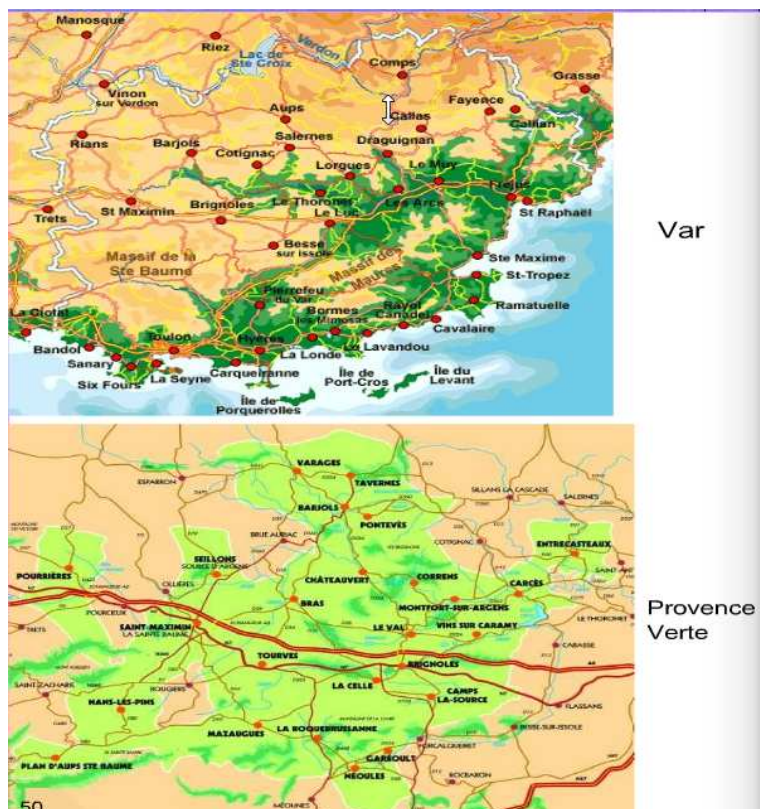 Manosque
Riez
Lac de
Ste Croix
Verdon
Comps
Grasse
Vinon
sur Verdon
Aups
Fayence
Callas
Callian
Rians
Barjols
Salernes
Cotignac
Draguignan
Lorgues
Le Muy
Fréjus
Trets
St Maximin
Brignoles
Le Thoronet
Le Luc
Les Arcs
St Raphaël
Var
Massif de la
Ste Baume
Besse
sur issole
Massif des
Maures
Ste Maxime
St-Tropez
Pierrefeu
du Var
Bormes
les Mimosas
Rayol
Canadel
Ramatuelle
La Ciotat
Toulon
Hyères
Cavalaire
Bandol
La Londe
Le Lavandou
Sanary
Six Fours
La Seyne
Carqueiranne
Île de
Port-Cros
Île du
Levant
Île de
Porquerolles
VARAGES
TAVERNES
ESPARRON
SILLANS LA CASCADE
SALERNES
BARJOLS
PONTEVÈS
BRUE AURIAC
COTIGNAC
ENTRECASTEAUX
SEILLONS
SOURCE D'ARGENS
POURRIÈRES
OLLIÈRES
CHÂTEAUVERT
CORRENS
CARCÈS
BRAS
MONTFORT-SUR-ARGENS
POURCIEUX
SAINT-MAXIMIN
LA SAINTE BAUME
TRETS
LE VAL
VINS SUR CARAMY
LE THORONET
Provence
Verte
CABASSE
TOURVES
BRIGNOLES
SAINT-ZACHARIE
ROUGIERS
LA CELLE
CAMPS
LA-SOURCE
NANS-LES-PINS
FLASSANS
MAZAUGUES
LA ROQUEBRUSSANNE
BESSE-SUR-ISSOLE
FORCALQUEIRET
PLAN D'AUPS STE BAUME
GAREOULT
NÉOULES
ROCBARON
MÉOUNES
50